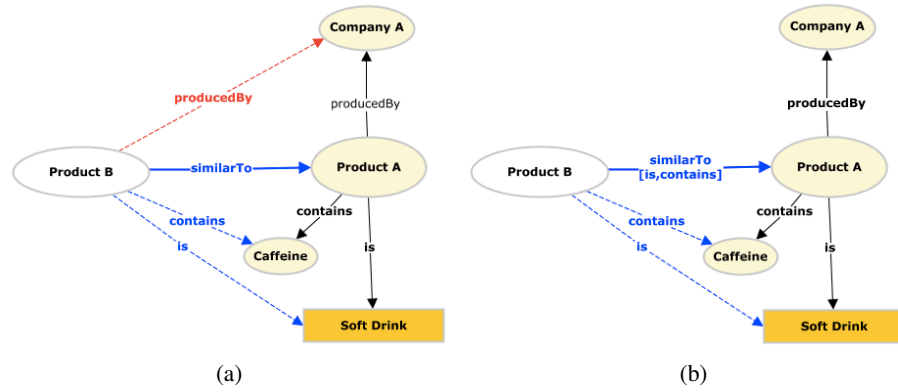 Company A
producedBy
producedBy
Product B
similarTo
Product A
contains
contains
is
is
Caffeine
Soft Drink
(a)
Company A
producedBy
Product B
similarTo
[is,contains]
Product A
contains
contains
is
is
Caffeine
Soft Drink
(b)